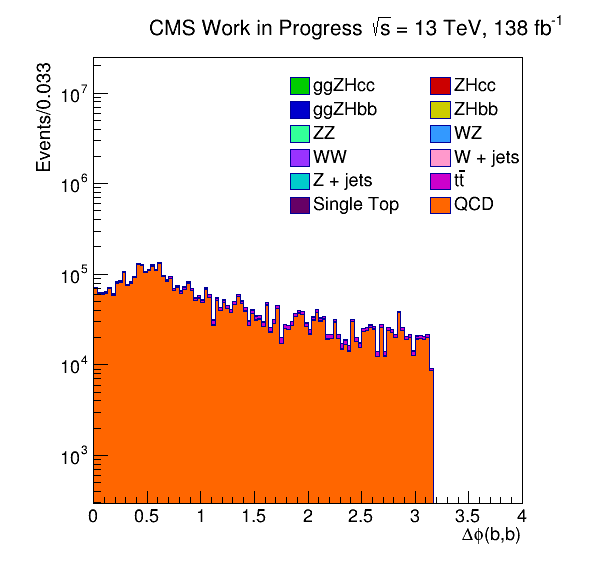 CMS Work in Progress √s = 13 TeV, 138 fb⁻¹
Events/0.033
10⁷
10⁶
10⁵
10⁴
10³
ggZHcc ZHcc
ggZHbb ZHbb
ZZ WZ
WW W + jets
Z + jets tt̄
Single Top QCD
0 0.5 1 1.5 2 2.5 3 3.5 4
Δϕ(b,b)